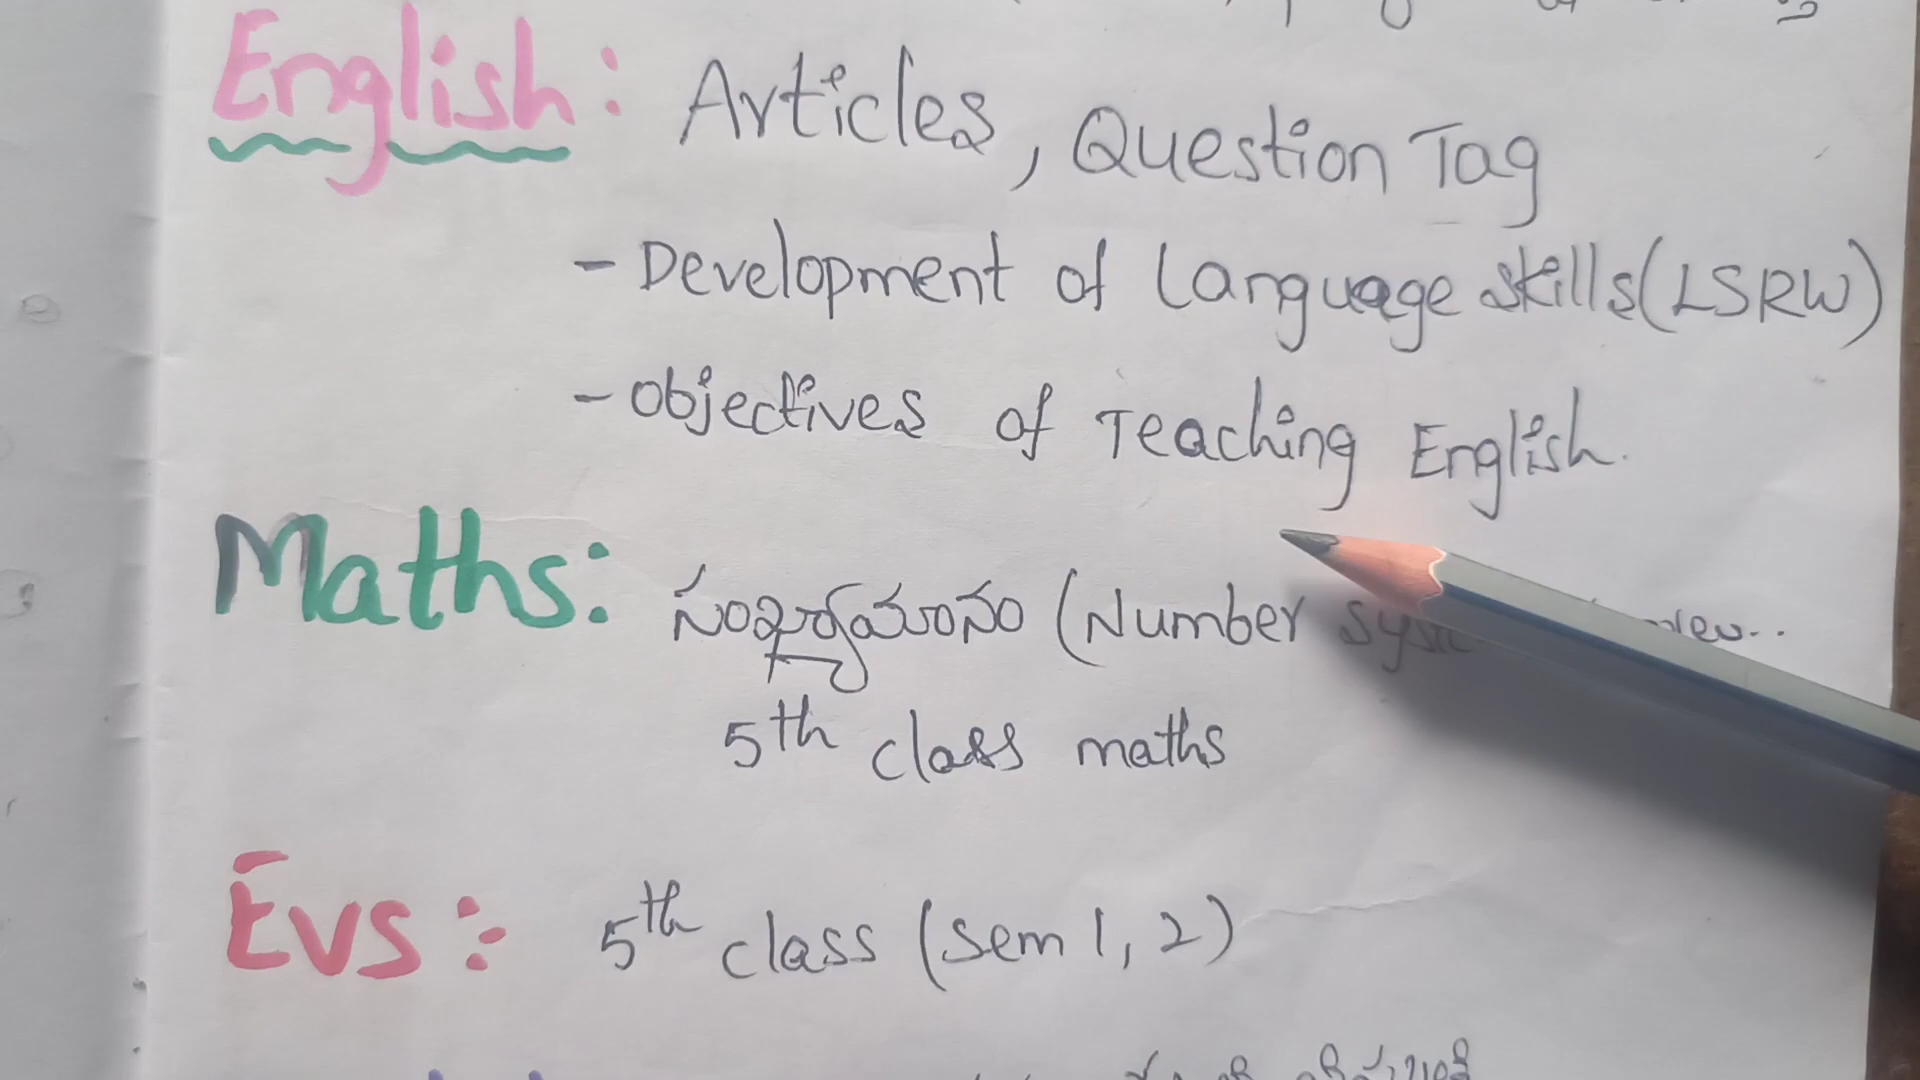 English: Articles, Question Tag
- Development of Language skills (LSRW)
- Objectives of Teaching English.
Maths: సంఖ్యామానం (Number
5th class maths
Evs: 5th class (Sem 1, 2)